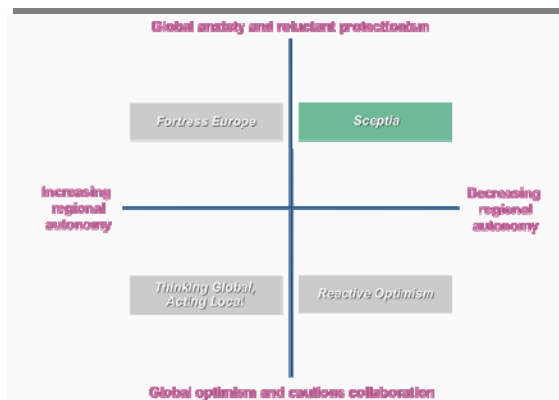 Global anxiety and reluctant protectionism
Fortress Europe
Sceptia
Increasing
regional
autonomy
Decreasing
regional
autonomy
Thinking Global,
Acting Local
Reactive Optimism
Global optimism and cautious collaboration